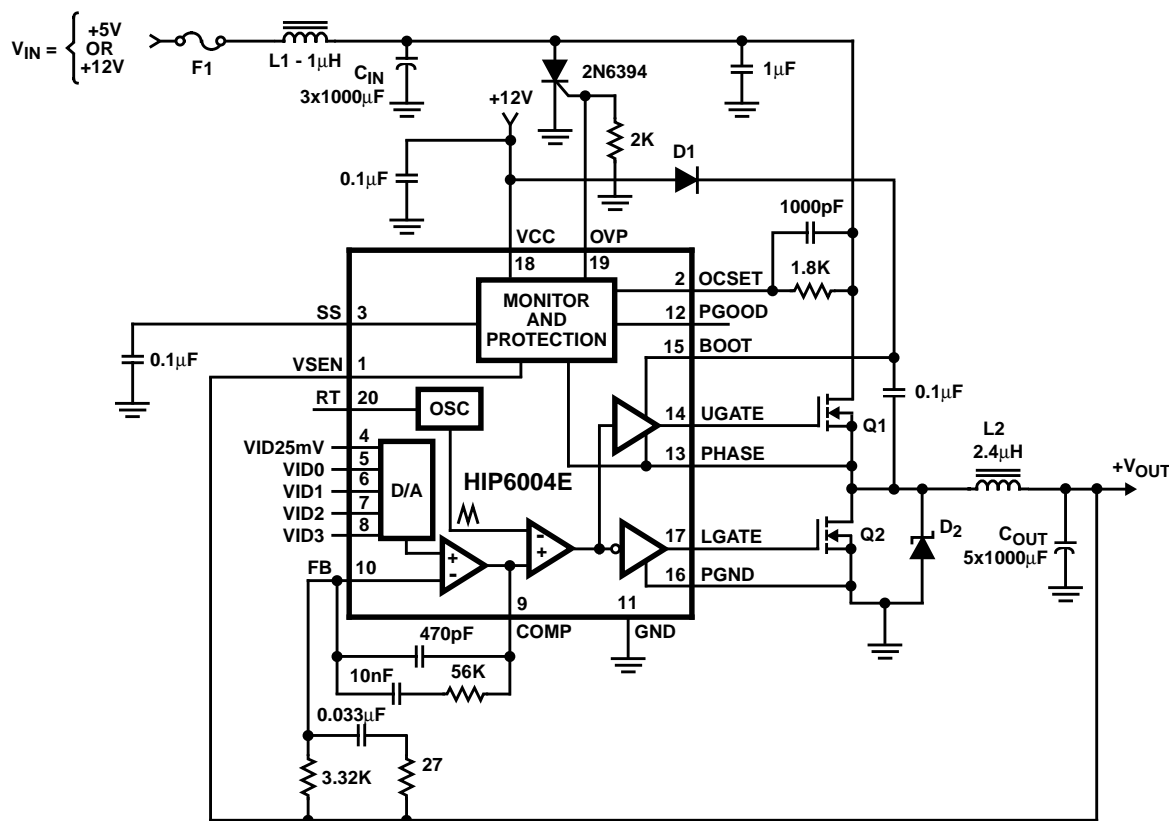 V_IN = { +5V
OR
+12V
F1
L1 - 1μH
C_IN
3x1000μF
2N6394
1μF
+12V
2K
0.1μF
D1
1000pF
VCC
OVP
18
19
2
OCSET
1.8K
MONITOR
AND
PROTECTION
SS
3
12
PGOOD
15
BOOT
0.1μF
VSEN
1
0.1μF
RT
20
OSC
14
UGATE
Q1
VID25mV
4
13
PHASE
L2
2.4μH
VID0
5
VID1
6
D/A
HIP6004E
+V_OUT
VID2
7
VID3
8
-
+
17
LGATE
Q2
D_2
C_OUT
5x1000μF
+
-
FB
10
16
PGND
9
11
COMP
GND
470pF
10nF
56K
0.033μF
3.32K
27